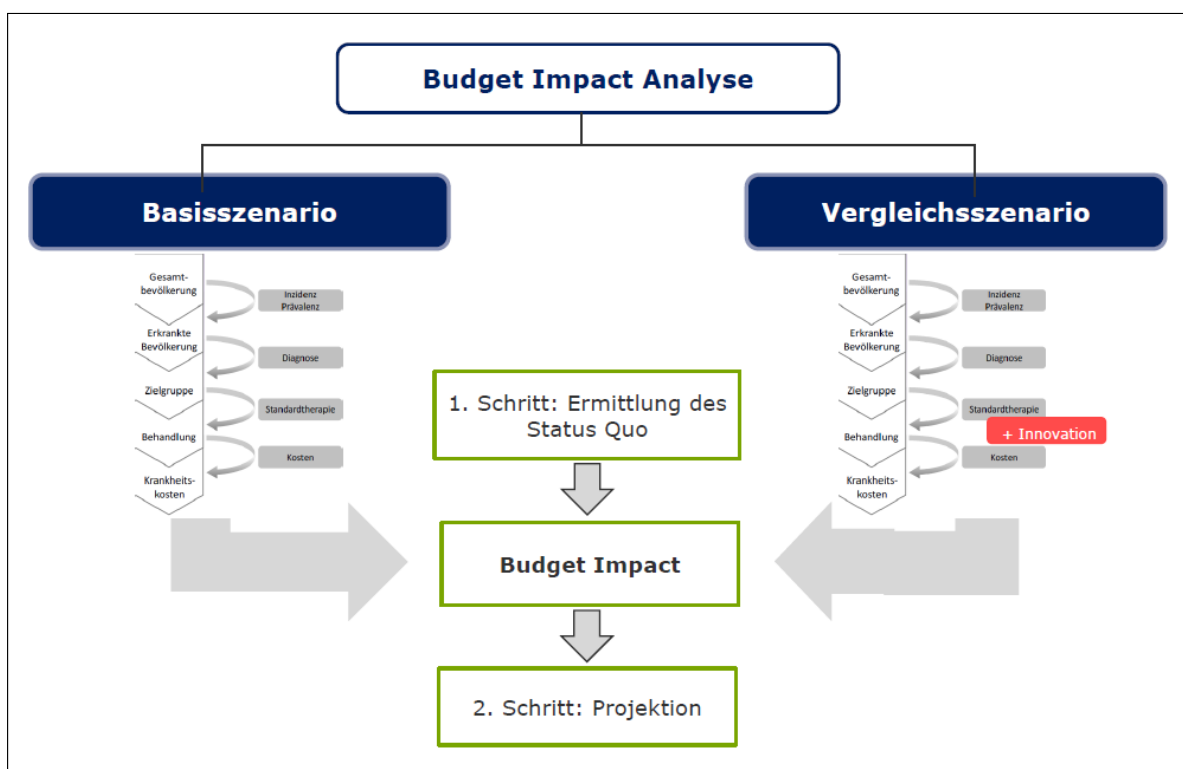 Budget Impact Analyse
Basisszenario
Gesamt-
bevölkerung
Inzidenz
Prävalenz
Erkrankte
Bevölkerung
Diagnose
Zielgruppe
Standardtherapie
Behandlung
Kosten
Krankheits-
kosten
1. Schritt: Ermittlung des
Status Quo
Budget Impact
2. Schritt: Projektion
Vergleichsszenario
Gesamt-
bevölkerung
Inzidenz
Prävalenz
Erkrankte
Bevölkerung
Diagnose
Zielgruppe
Standardtherapie
+ Innovation
Behandlung
Kosten
Krankheits-
kosten